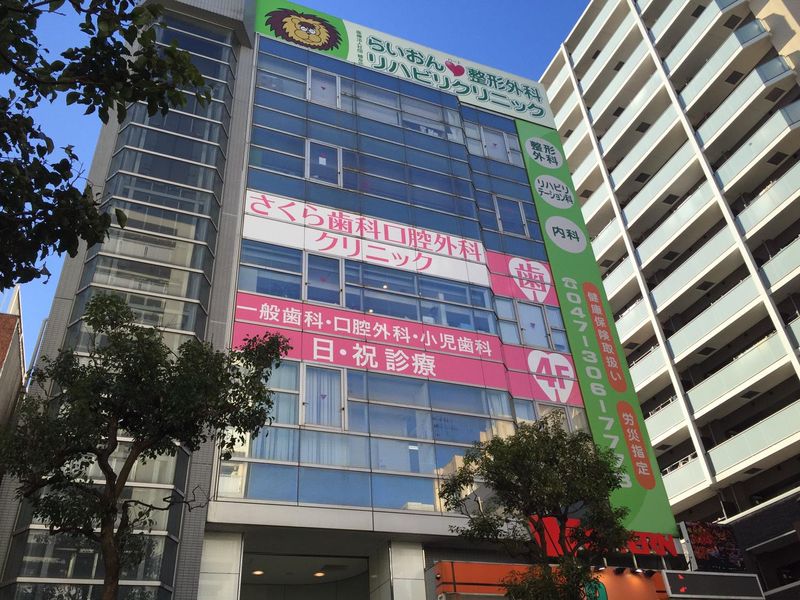 らいおん整形外科
リハビリクリニック
整形
外科
リハビリ
テーション科
内科
さくら歯科口腔外科
クリニック
歯
一般歯科・口腔外科・小児歯科
日・祝診療
4F
健康保険取扱い
労災指定